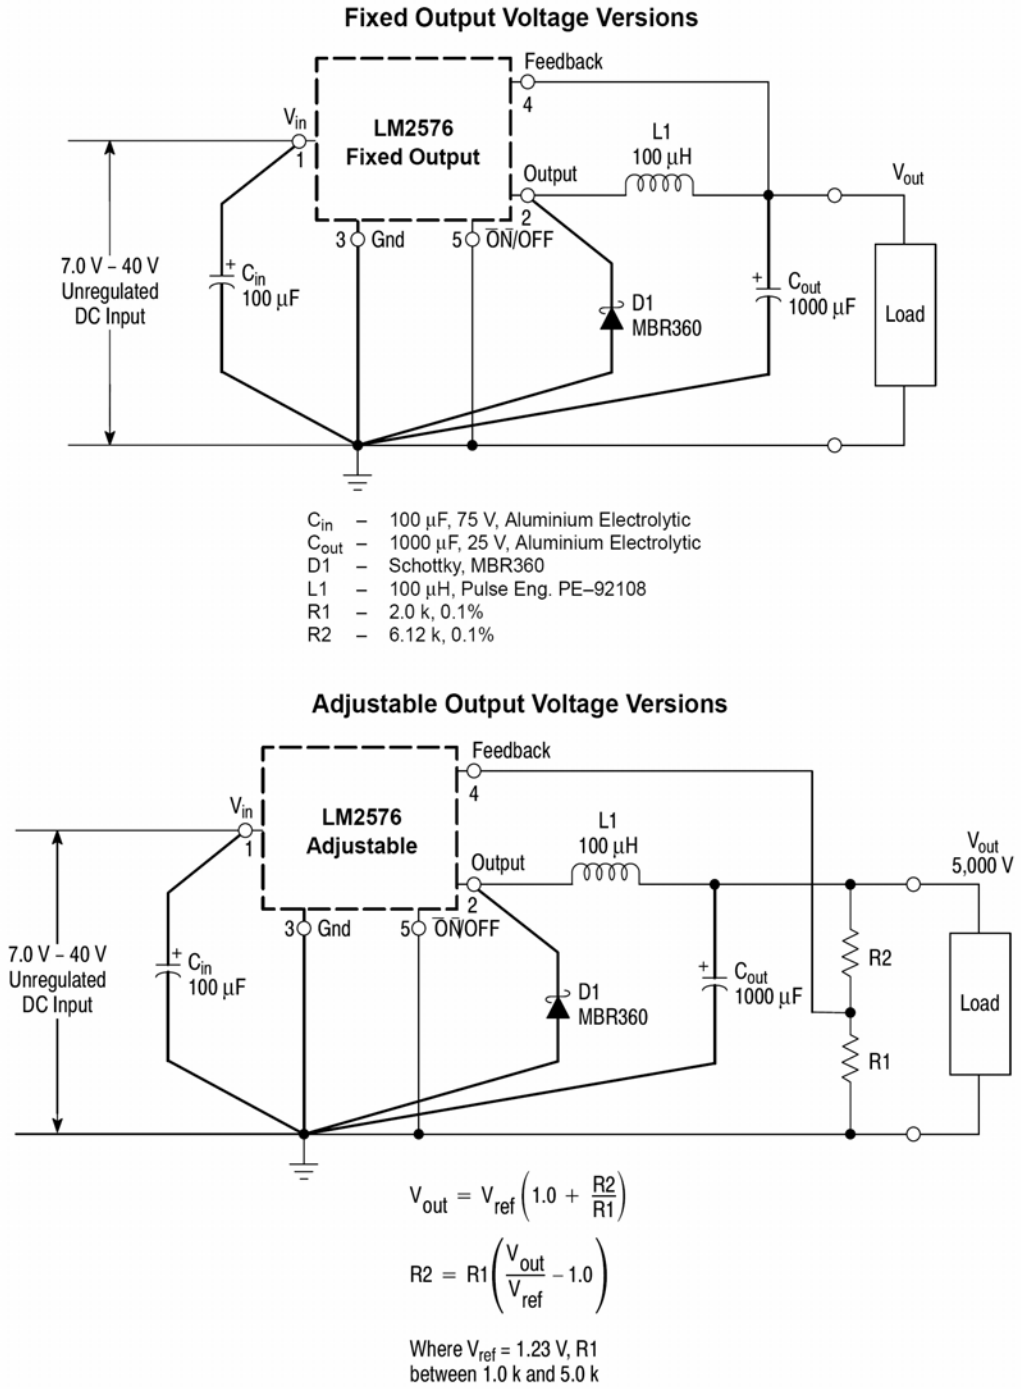 Fixed Output Voltage Versions
Feedback
4
Vin
1
LM2576
Fixed Output
L1
100 μH
Output
2
Vout
3 Gnd
5 ON/OFF
7.0 V – 40 V
Unregulated
DC Input
+ Cin
100 μF
D1
MBR360
+ Cout
1000 μF
Load
Cin – 100 μF, 75 V, Aluminium Electrolytic
Cout – 1000 μF, 25 V, Aluminium Electrolytic
D1 – Schottky, MBR360
L1 – 100 μH, Pulse Eng. PE–92108
R1 – 2.0 k, 0.1%
R2 – 6.12 k, 0.1%
Adjustable Output Voltage Versions
Feedback
4
Vin
1
LM2576
Adjustable
L1
100 μH
Output
2
Vout
5,000 V
3 Gnd
5 ON/OFF
7.0 V – 40 V
Unregulated
DC Input
+ Cin
100 μF
D1
MBR360
+ Cout
1000 μF
R2
R1
Load
Vout = Vref (1.0 + R2/R1)
R2 = R1 (Vout/Vref – 1.0)
Where Vref = 1.23 V, R1
between 1.0 k and 5.0 k